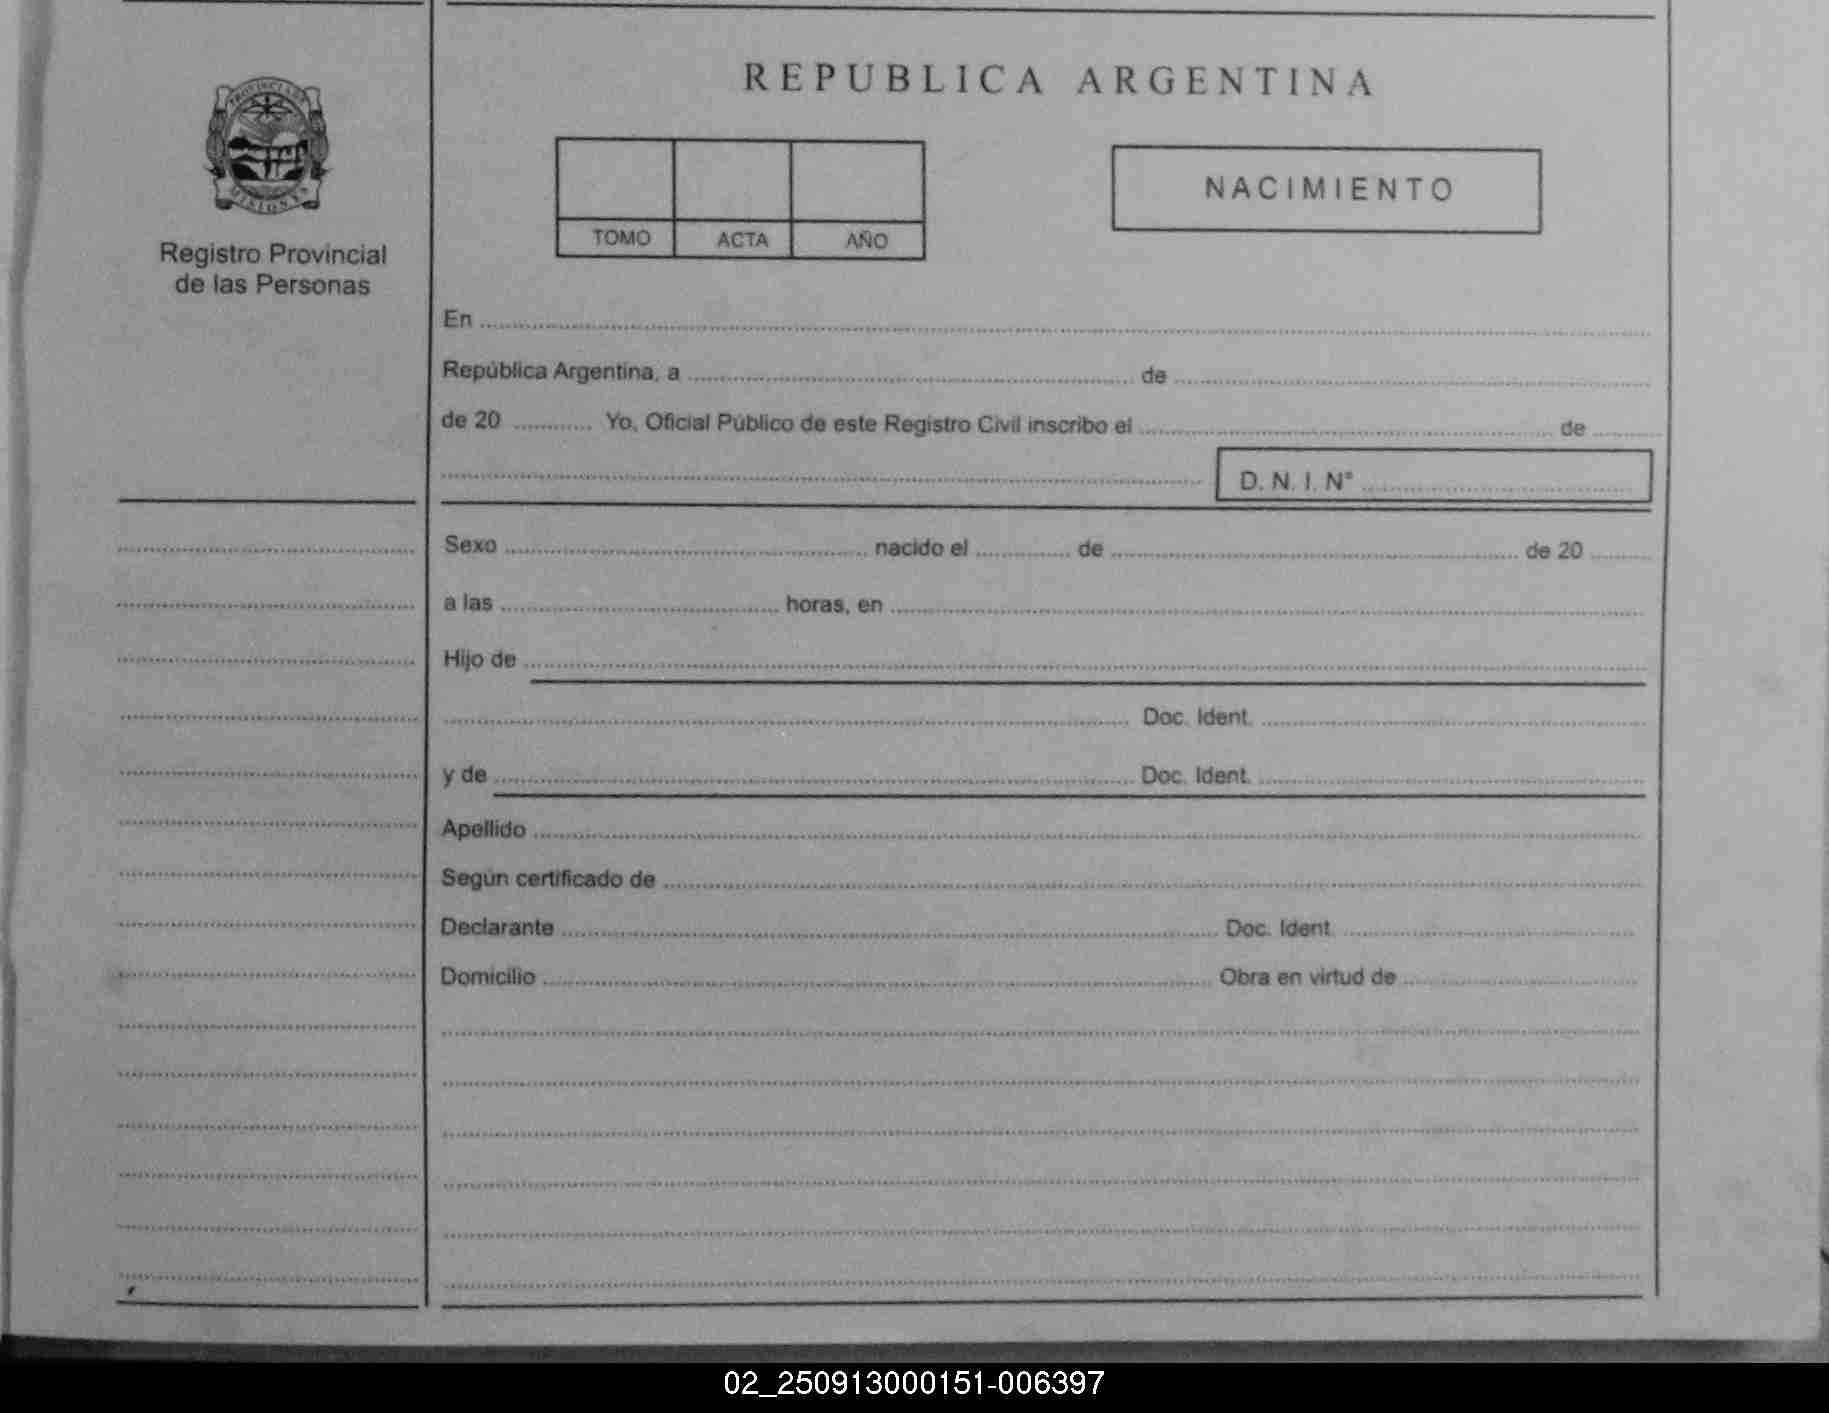 PROVINCIA DE
MISIONES
Registro Provincial
de las Personas
REPUBLICA ARGENTINA
TOMO ACTA AÑO
NACIMIENTO
En
República Argentina, a de
de 20 Yo, Oficial Público de este Registro Civil inscribo el de
D. N. I. N°
Sexo nacido el de de 20
a las horas, en
Hijo de
Doc. Ident.
y de Doc. Ident.
Apellido
Según certificado de
Declarante Doc. Ident.
Domicilio Obra en virtud de
02_250913000151-006397